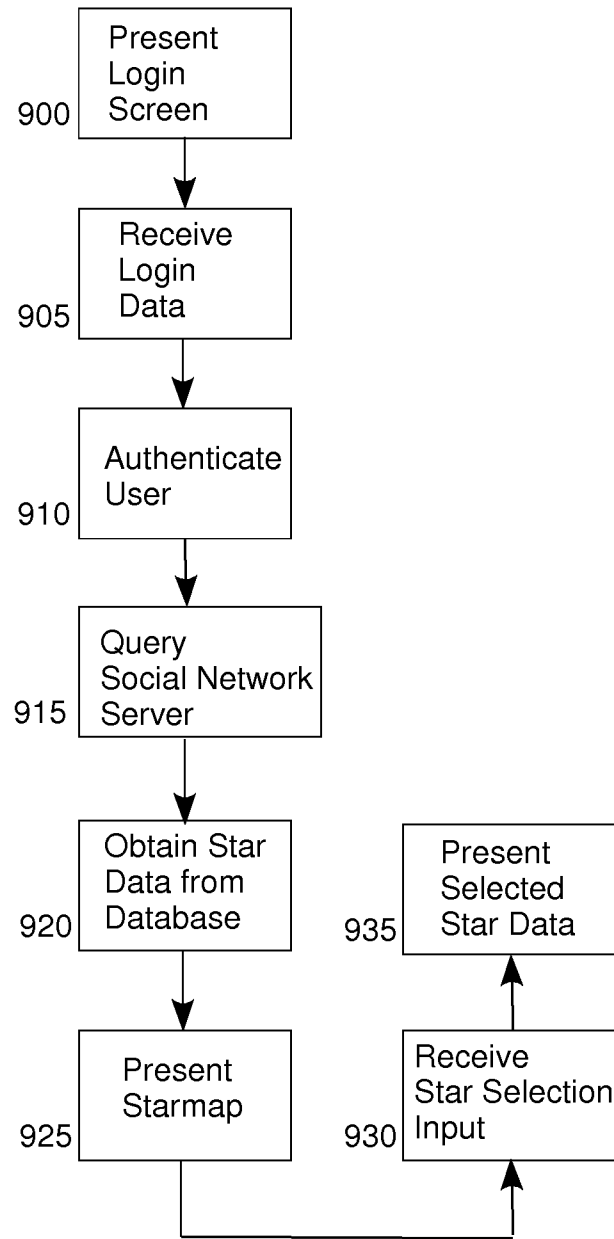 Present
Login
Screen
900
Receive
Login
Data
905
Authenticate
User
910
Query
Social Network
Server
915
Obtain Star
Data from
Database
920
Present
Starmap
925
Receive
Star Selection
Input
930
Present
Selected
Star Data
935